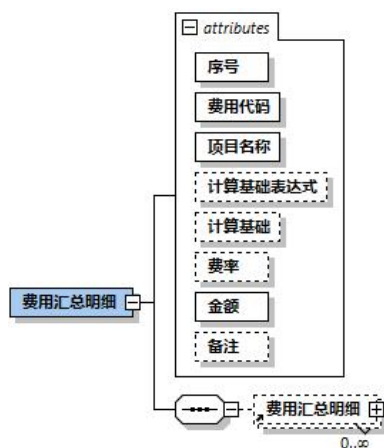 attributes
序号
费用代码
项目名称
计算基础表达式
计算基础
费率
费用汇总明细
金额
备注
费用汇总明细
0..∞